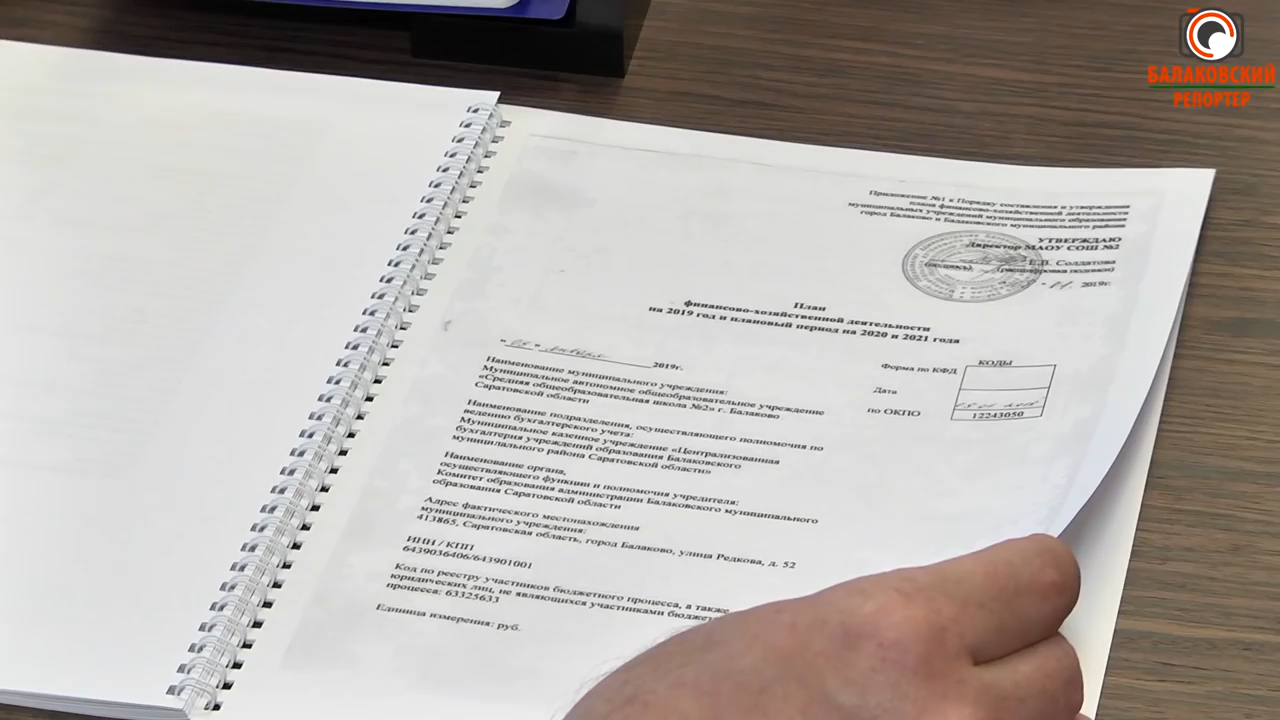 БАЛАКОВСКИЙ
РЕПОРТЕР
Приложение №1 к Порядку составления и утверждения
плана финансово-хозяйственной деятельности
муниципальных учреждений муниципального образования
город Балаково и Балаковского муниципального района
УТВЕРЖДАЮ
Директор МАОУ СОШ №2
Е.В. Солдатова
(подпись) (расшифровка подписи)
2019г.
План
финансово-хозяйственной деятельности
на 2019 год и плановый период на 2020 и 2021 года
2019г.
КОДЫ
Форма по КФД
Дата
по ОКПО 12243050
Наименование муниципального учреждения:
Муниципальное автономное общеобразовательное учреждение
«Средняя общеобразовательная школа №2» г. Балаково
Саратовской области
Наименование подразделения, осуществляющего полномочия по
ведению бухгалтерского учета:
Муниципальное казенное учреждение «Централизованная
бухгалтерия учреждений образования Балаковского
муниципального района Саратовской области»
Наименование органа,
осуществляющего функции и полномочия учредителя:
Комитет образования администрации Балаковского муниципального
образования Саратовской области
Адрес фактического местонахождения
муниципального учреждения:
413865, Саратовская область, город Балаково, улица Редкова, д. 52
ИНН / КПП
6439036406/643901001
Код по реестру участников бюджетного процесса, а также
юридических лиц, не являющихся участниками бюджет
процесса: 63325633
Единица измерения: руб.